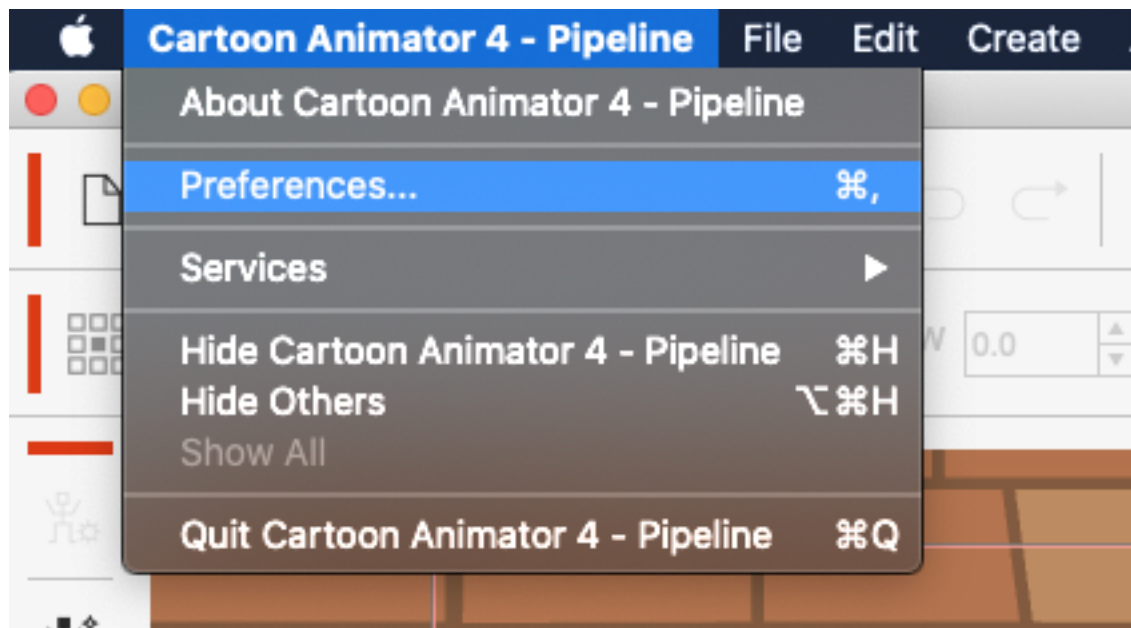 Cartoon Animator 4 - Pipeline File Edit Create
About Cartoon Animator 4 - Pipeline
Preferences... ⌘,
Services ▶
Hide Cartoon Animator 4 - Pipeline ⌘H
W 0.0
Hide Others ⌥⌘H
Show All
Quit Cartoon Animator 4 - Pipeline ⌘Q